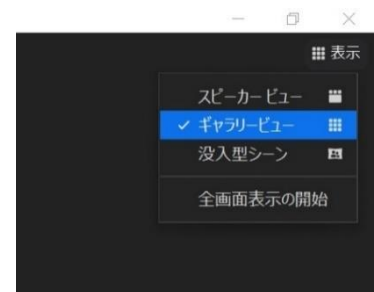 表示
スピーカー ビュー
ギャラリービュー
没入型シーン
全画面表示の開始